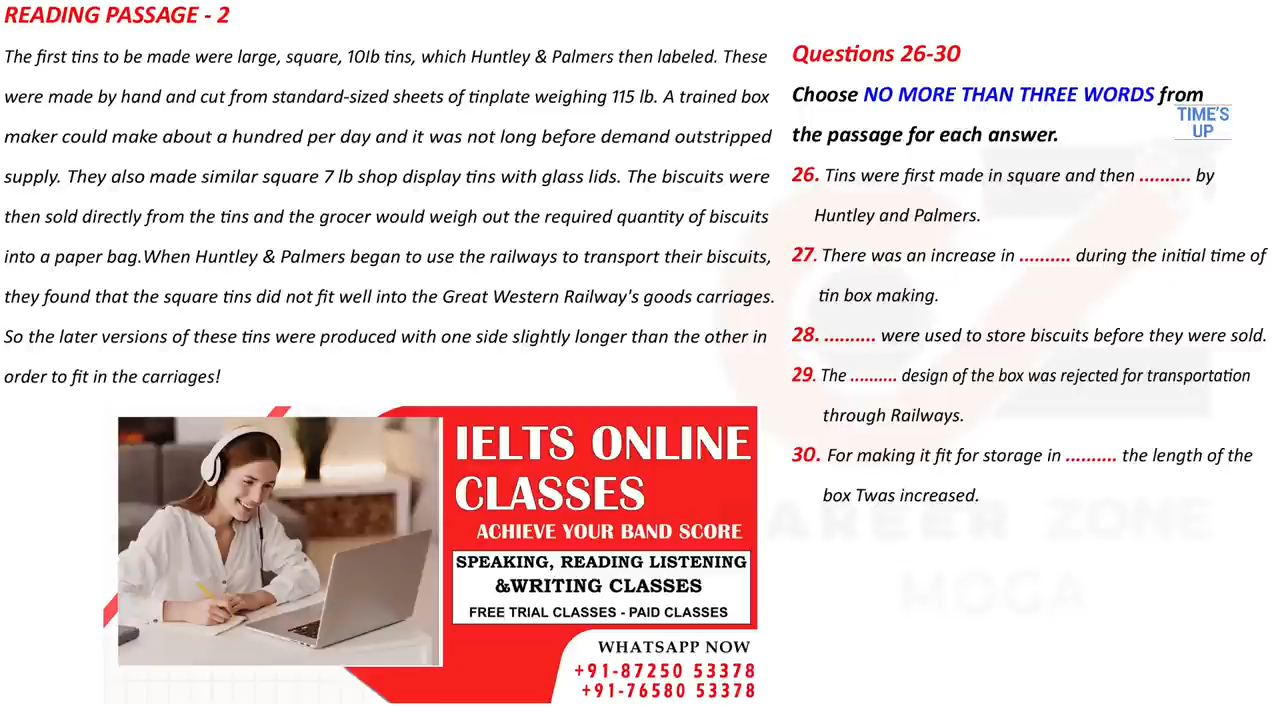 READING PASSAGE - 2
The first tins to be made were large, square, 10Ib tins, which Huntley & Palmers then labeled. These
were made by hand and cut from standard-sized sheets of tinplate weighing 115 lb. A trained box
maker could make about a hundred per day and it was not long before demand outstripped
supply. They also made similar square 7 lb shop display tins with glass lids. The biscuits were
then sold directly from the tins and the grocer would weigh out the required quantity of biscuits
into a paper bag.When Huntley & Palmers began to use the railways to transport their biscuits,
they found that the square tins did not fit well into the Great Western Railway's goods carriages.
So the later versions of these tins were produced with one side slightly longer than the other in
order to fit in the carriages!
Questions 26-30
Choose NO MORE THAN THREE WORDS from
the passage for each answer.
TIME'S
UP
26. Tins were first made in square and then .......... by
Huntley and Palmers.
27. There was an increase in .......... during the initial time of
tin box making.
28. .......... were used to store biscuits before they were sold.
29. The .......... design of the box was rejected for transportation
through Railways.
30. For making it fit for storage in .......... the length of the
box Twas increased.
IELTS ONLINE
CLASSES
ACHIEVE YOUR BAND SCORE
SPEAKING, READING LISTENING
&WRITING CLASSES
FREE TRIAL CLASSES - PAID CLASSES
WHATSAPP NOW
+91-87250 53378
+91-76580 53378
CAREER ZONE
MOGA